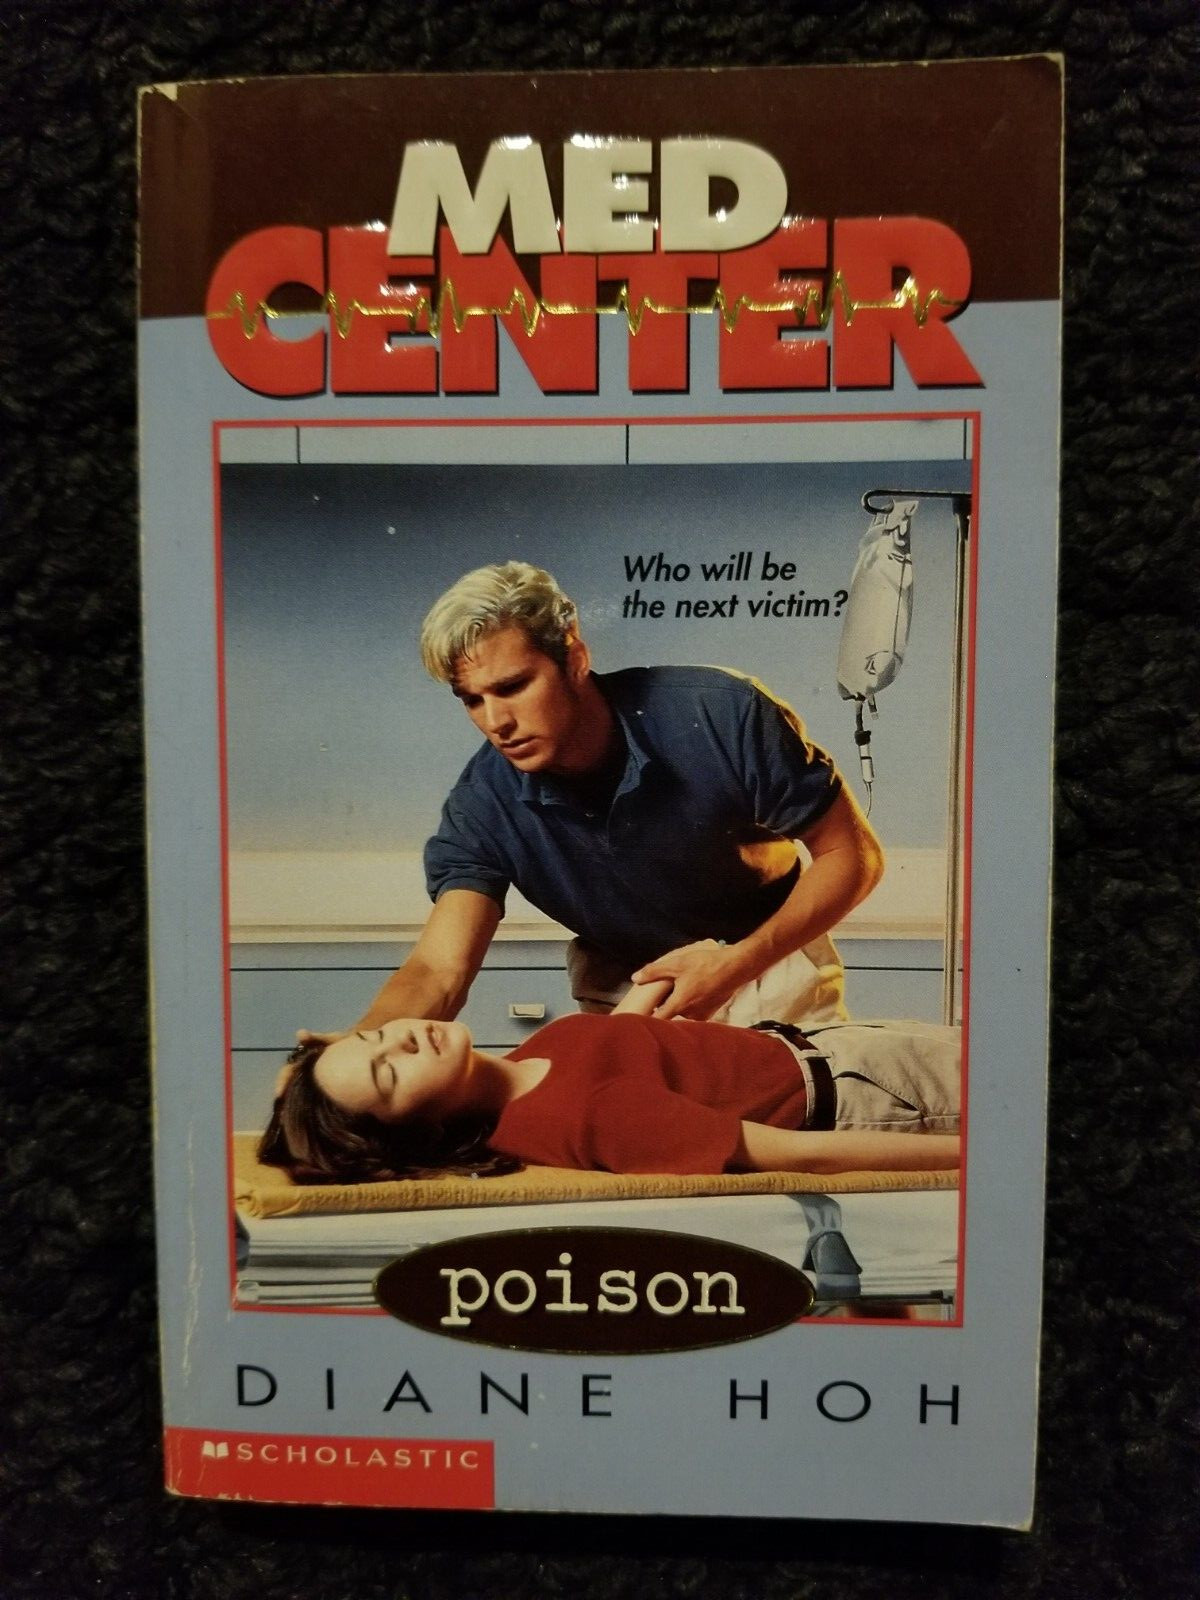 MED
CENTER
Who will be
the next victim?
poison
DIANE HOH
SCHOLASTIC